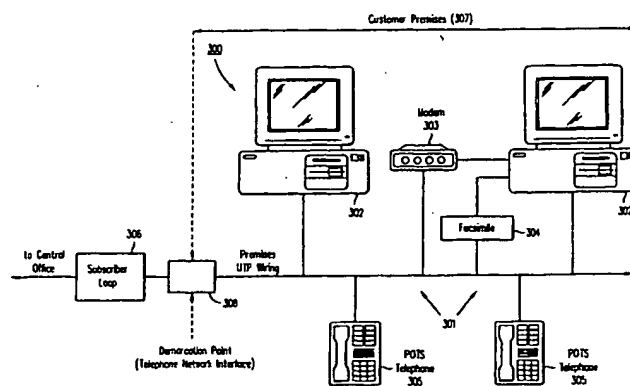 Customer Premises (307)
300
Modem
303
302
302
Facsimile
304
306
to Central
Office
Subscriber
Loop
Premises
UTP Wiring
308
301
Demarcation Point
(Telephone Network Interface)
POTS
Telephone
305
POTS
Telephone
305